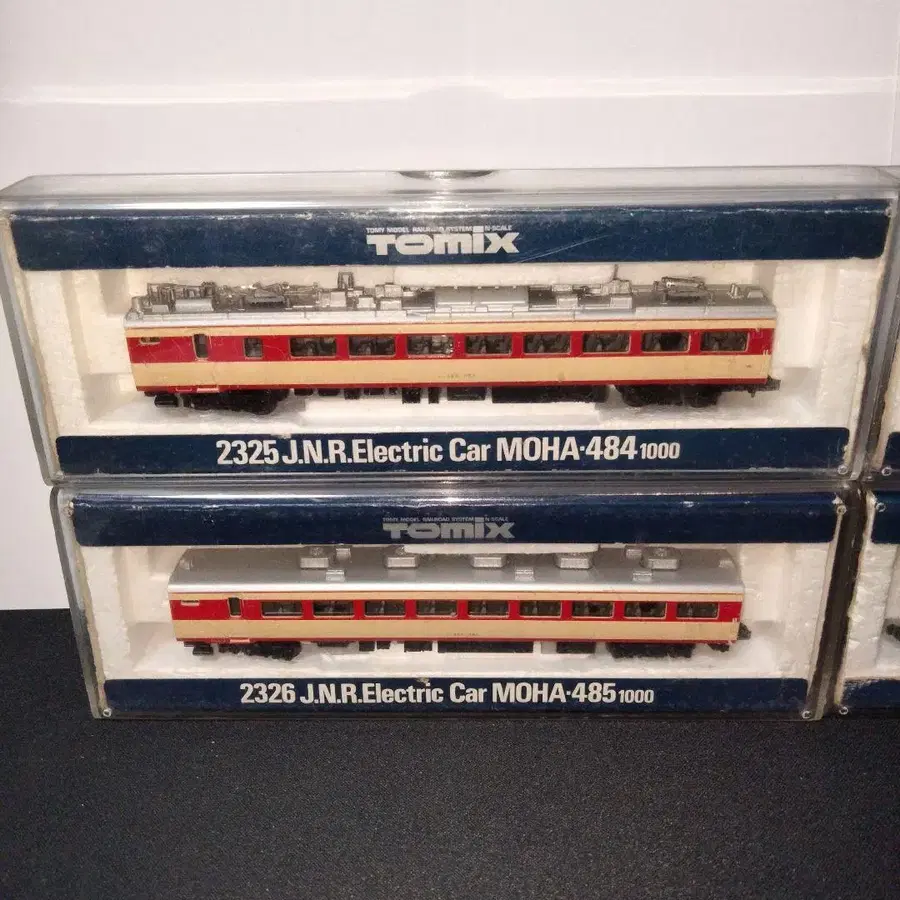 TOMY MODEL RAILROAD SYSTEM N SCALE
TOMIX
2325 J.N.R.Electric Car MOHA·484 1000
TOMY MODEL RAILROAD SYSTEM N SCALE
TOMIX
2326 J.N.R.Electric Car MOHA·485 1000